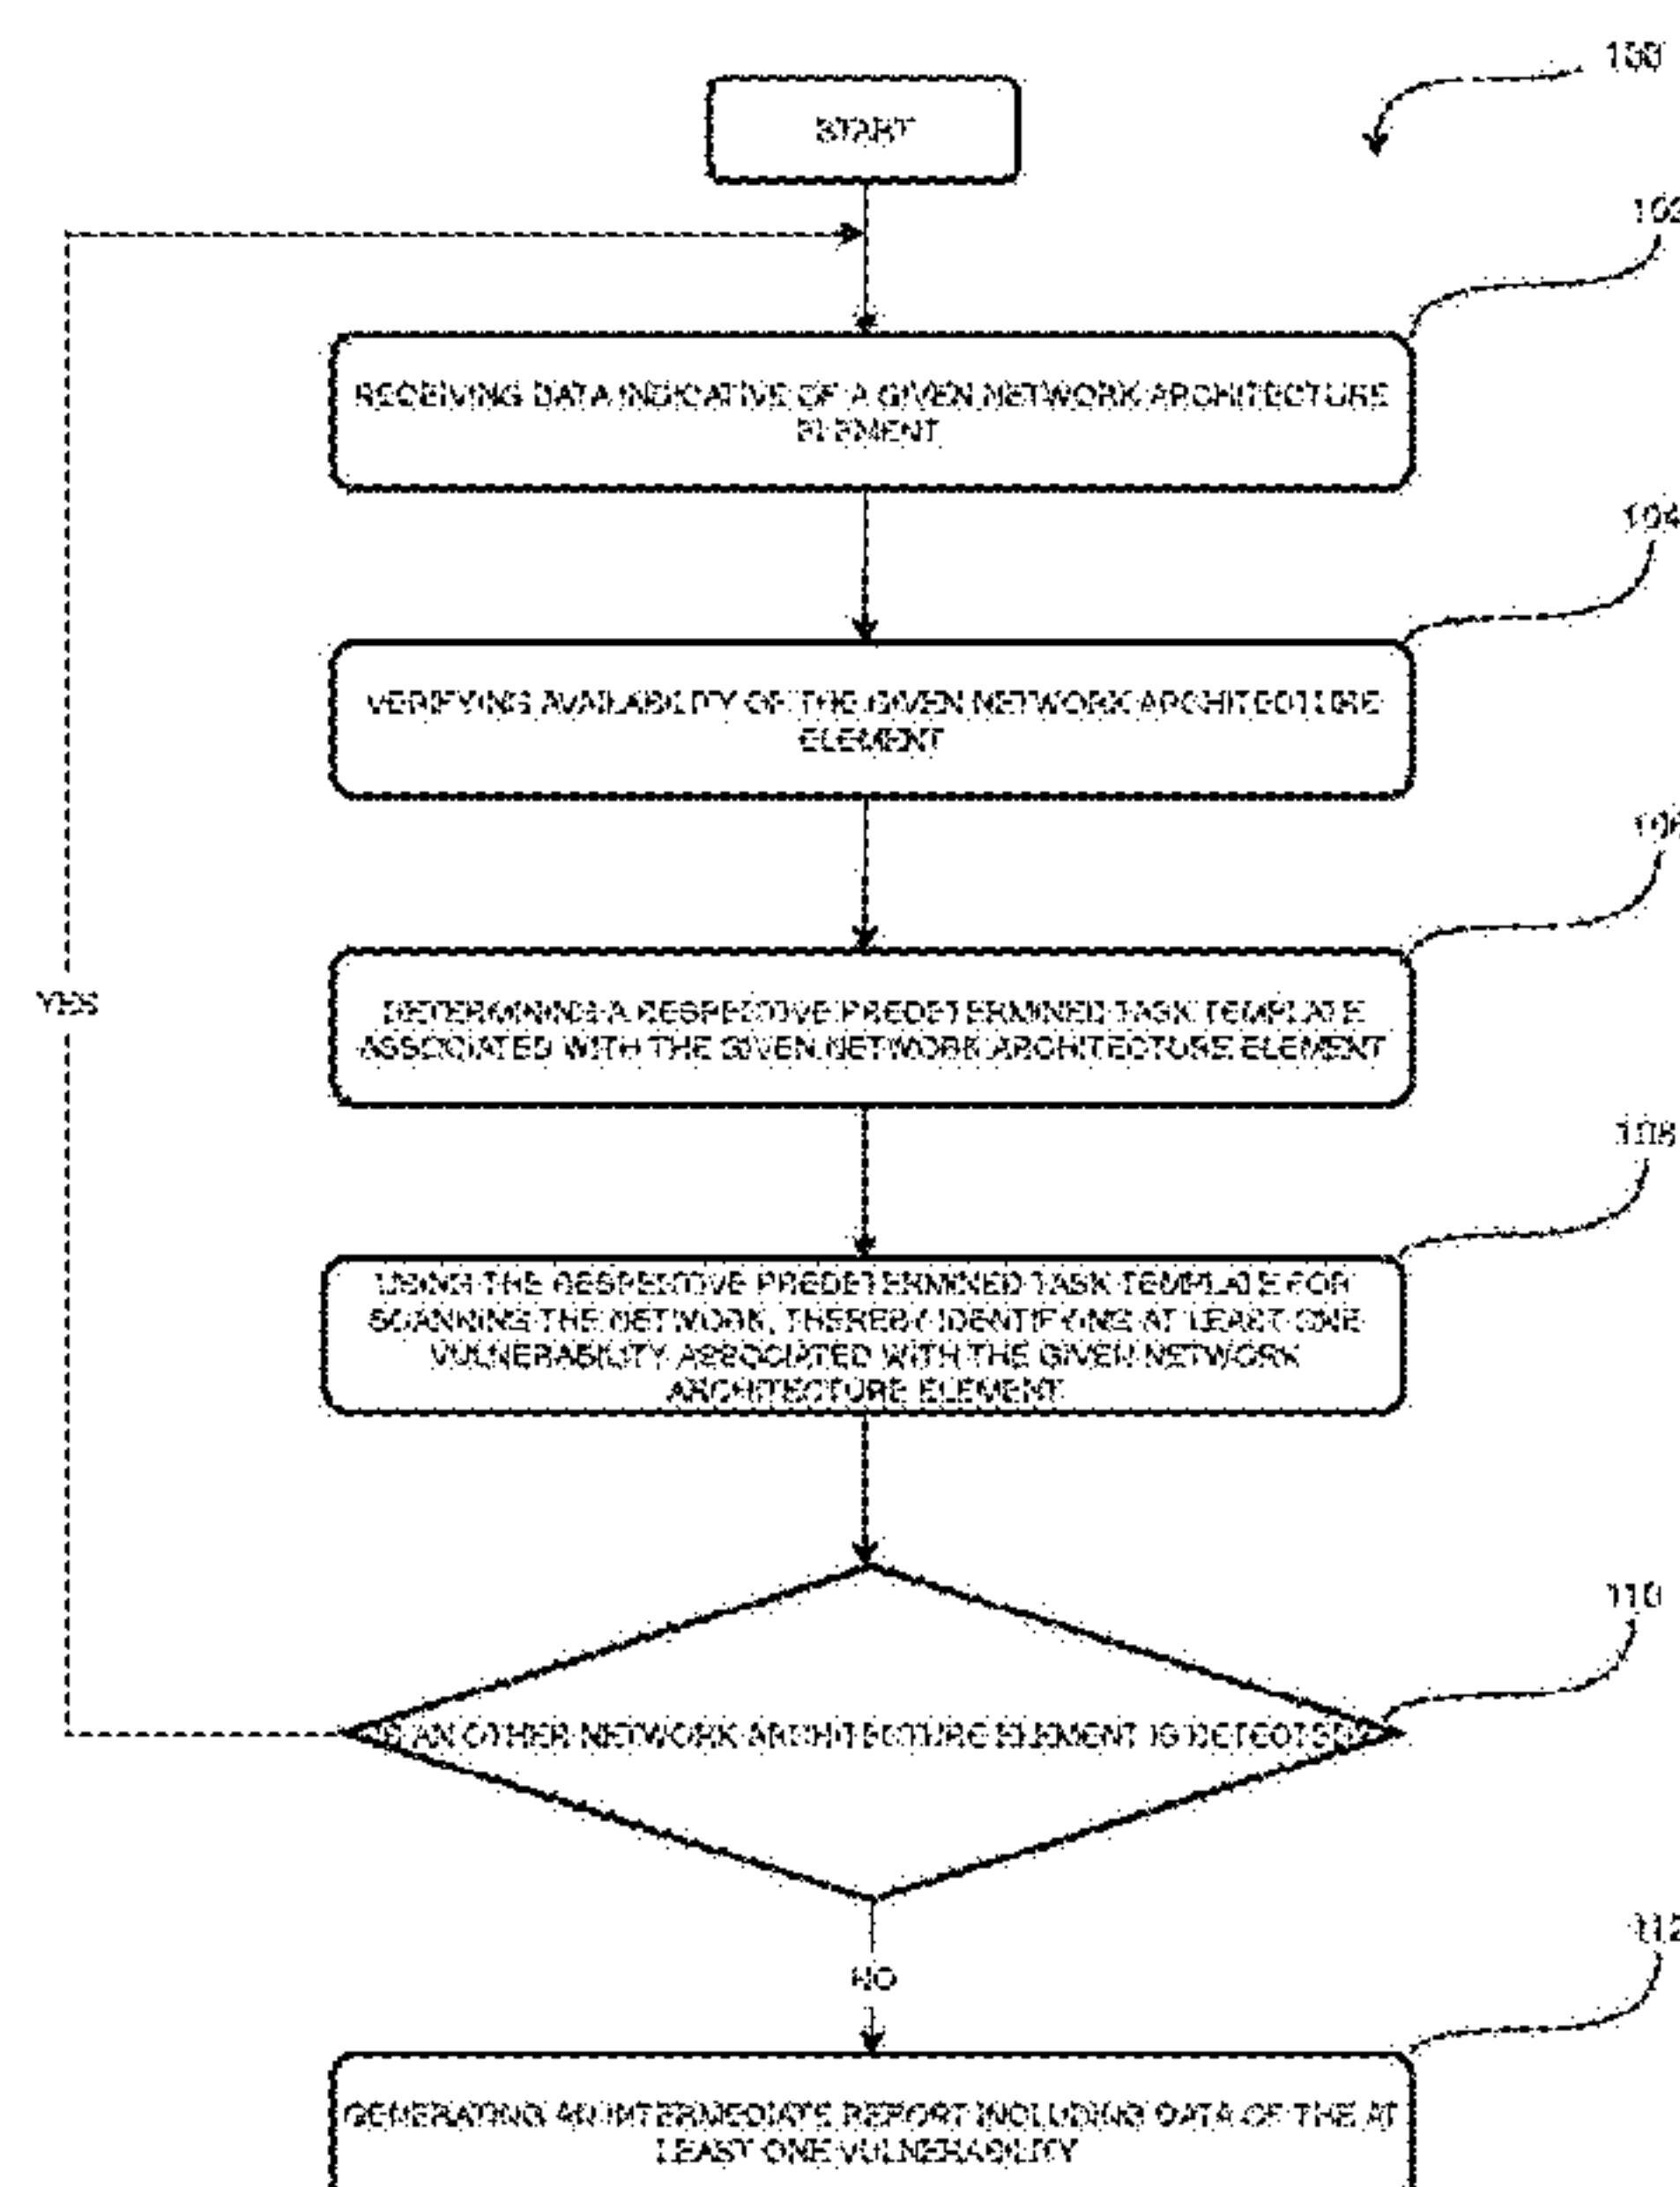 100
START
102
RECEIVING DATA INDICATIVE OF A GIVEN NETWORK ARCHITECTURE
ELEMENT
104
VERIFYING AVAILABILITY OF THE GIVEN NETWORK ARCHITECTURE
ELEMENT
106
YES
DETERMINING A RESPECTIVE PREDETERMINED TASK TEMPLATE
ASSOCIATED WITH THE GIVEN NETWORK ARCHITECTURE ELEMENT
108
USING THE RESPECTIVE PREDETERMINED TASK TEMPLATE FOR
SCANNING THE NETWORK, THEREBY IDENTIFYING AT LEAST ONE
VULNERABILITY ASSOCIATED WITH THE GIVEN NETWORK
ARCHITECTURE ELEMENT
110
AN OTHER NETWORK ARCHITECTURE ELEMENT IS DETECTED?
NO
112
GENERATING AN INTERMEDIATE REPORT INCLUDING DATA OF THE AT
LEAST ONE VULNERABILITY